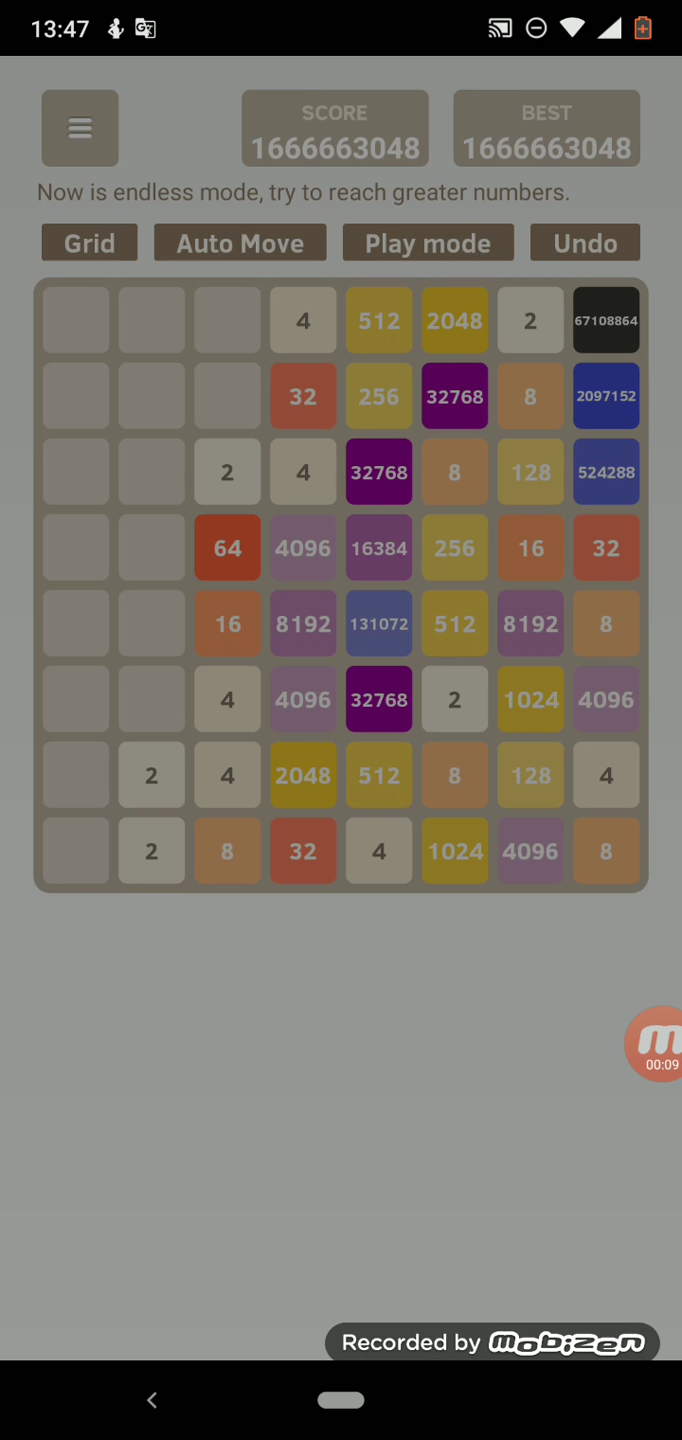 13:47
SCORE BEST
1666663048 1666663048
Now is endless mode, try to reach greater numbers.
Grid Auto Move Play mode Undo
4 512 2048 2 67108864
32 256 32768 8 2097152
2 4 32768 8 128 524288
64 4096 16384 256 16 32
16 8192 131072 512 8192 8
4 4096 32768 2 1024 4096
2 4 2048 512 8 128 4
2 8 32 4 1024 4096 8
m
00:09
Recorded by mobizen